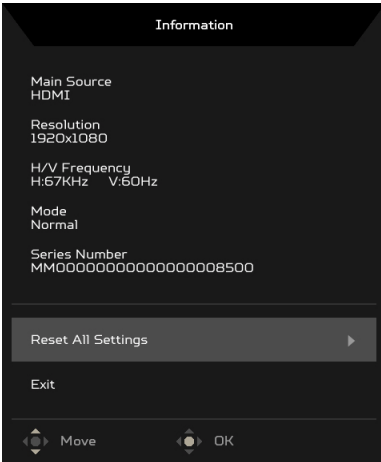 Information
Main Source
HDMI
Resolution
1920x1080
H/V Frequency
H:67KHz V:60Hz
Mode
Normal
Series Number
MM00000000000000008500
Reset All Settings
Exit
Move OK